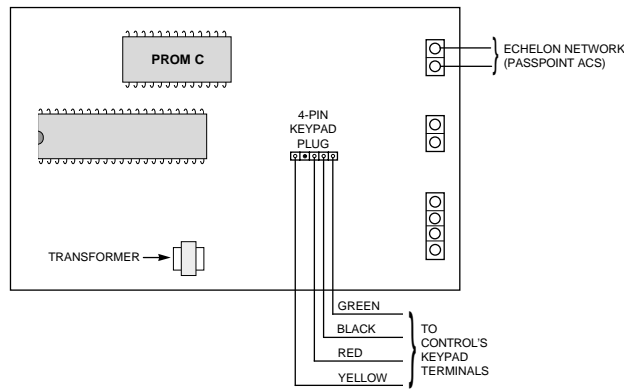 PROM C
ECHELON NETWORK
(PASSPOINT ACS)
4-PIN
KEYPAD
PLUG
TRANSFORMER
GREEN
BLACK
RED
YELLOW
TO
CONTROL'S
KEYPAD
TERMINALS